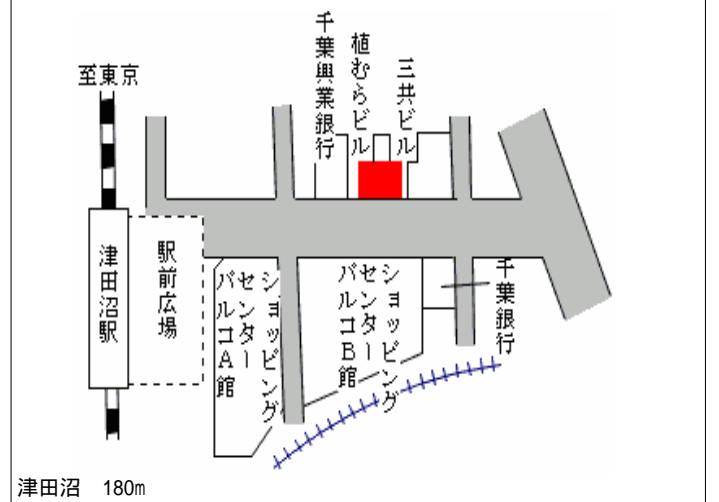 至東京
津田沼駅
駅前広場
千葉興業銀行
植むらビル
三共ビル
ショッピング
センター
パルコA館
ショッピング
センター
パルコB館
千葉銀行
津田沼　180m